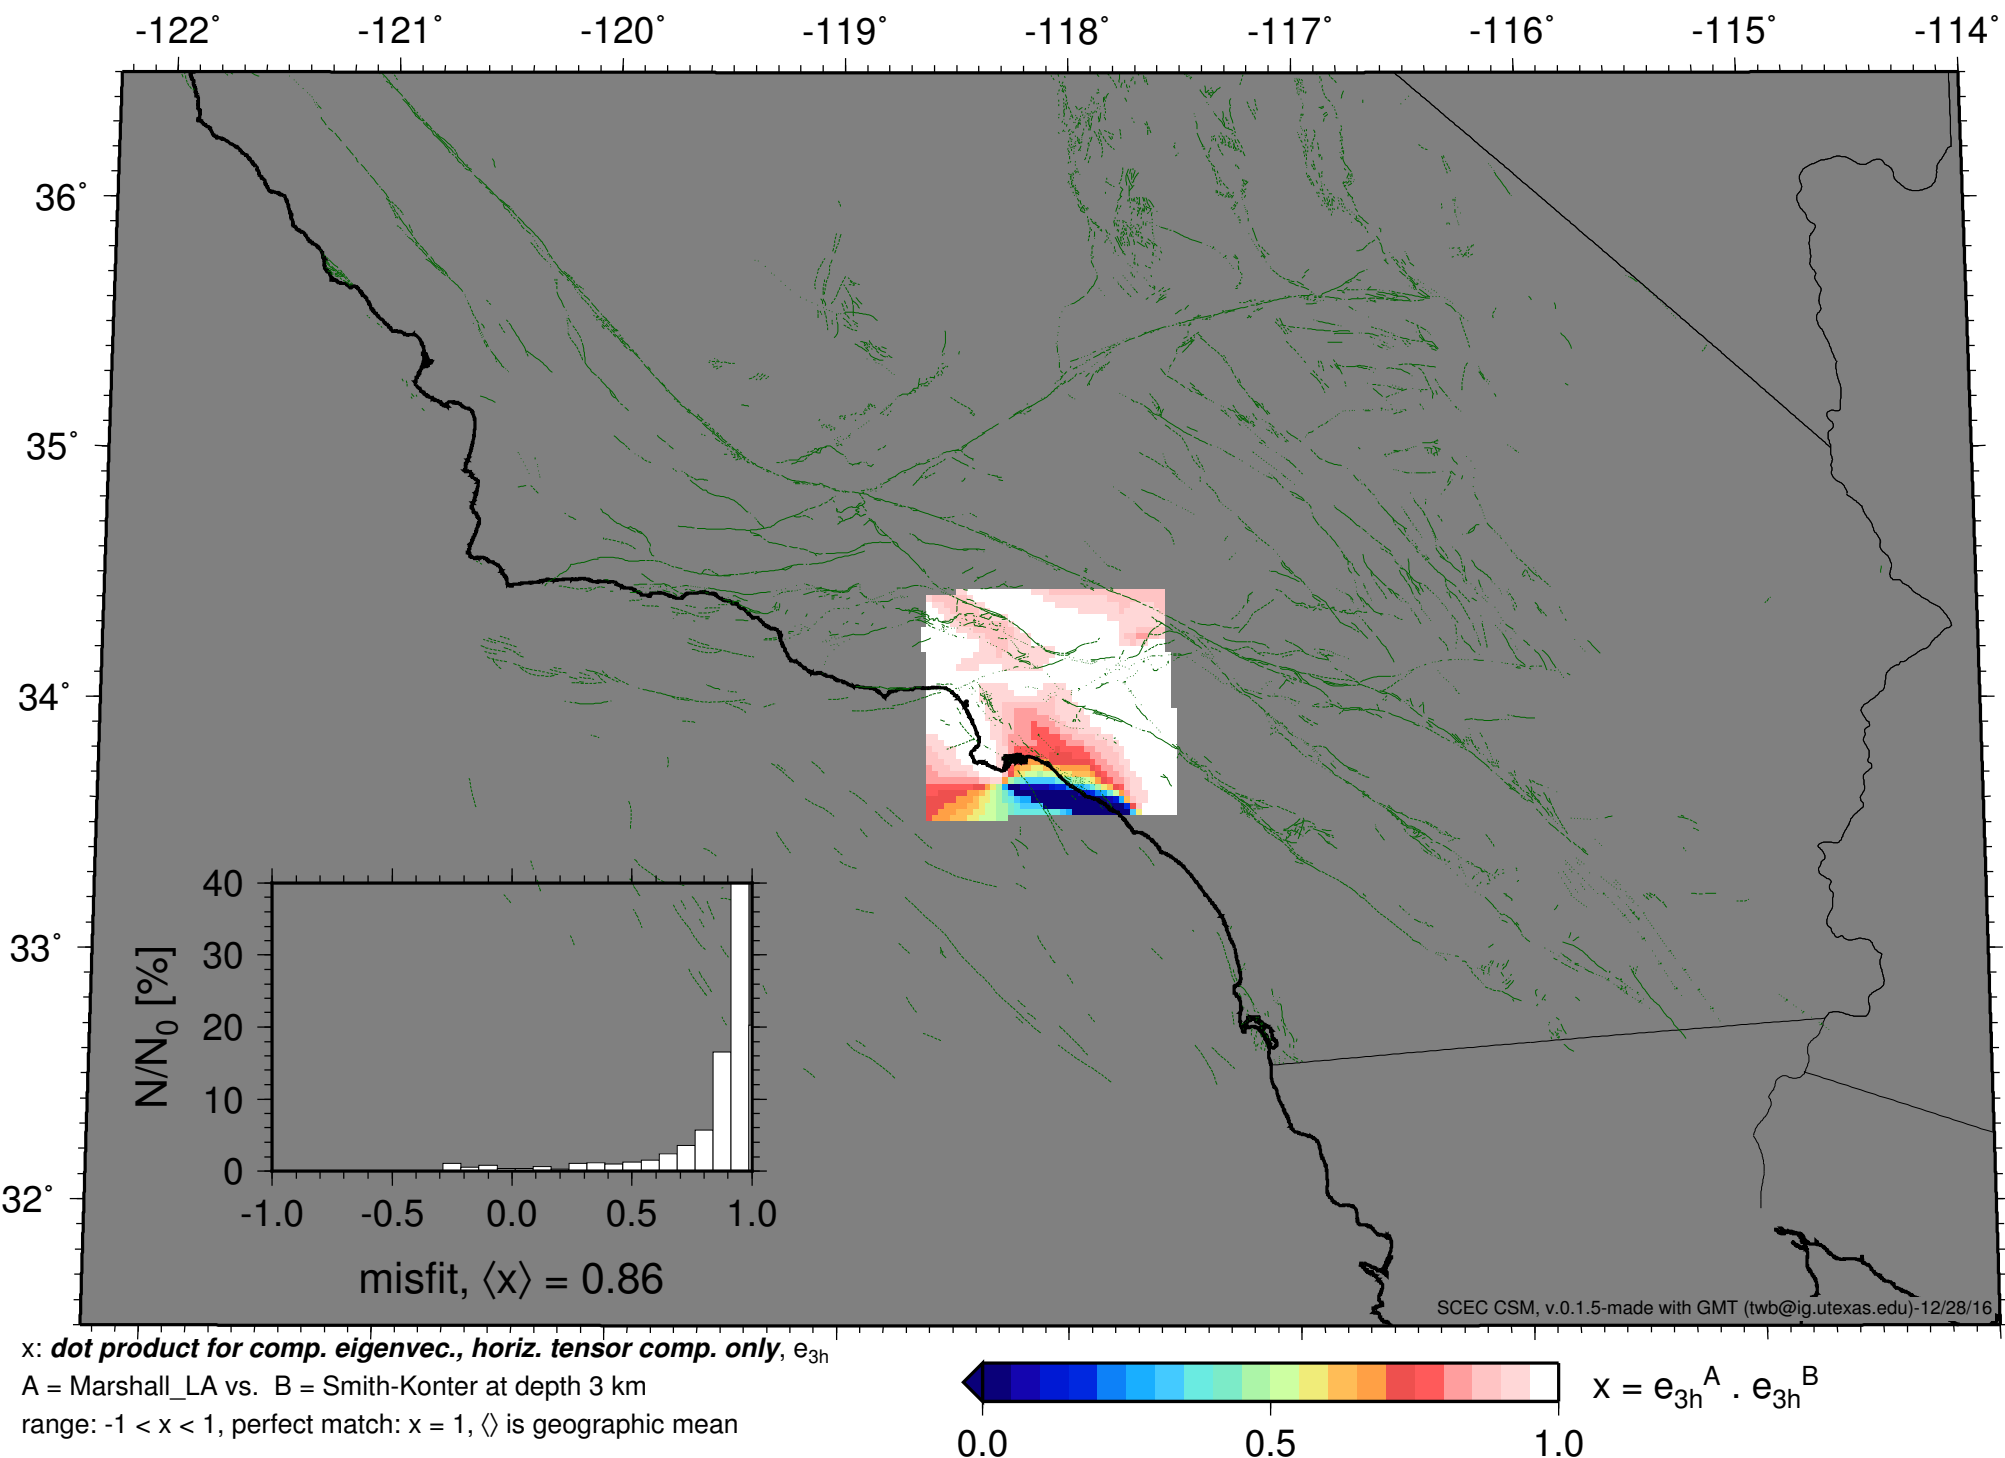 -122˚ -121˚ -120˚ -119˚ -118˚ -117˚ -116˚ -115˚ -114˚
36˚
35˚
34˚
33˚
32˚
40
30
20
10
0
N/N0 [%]
-1.0 -0.5 0.0 0.5 1.0
misfit, ⟨x⟩ = 0.86
SCEC CSM, v.0.1.5-made with GMT (twb@ig.utexas.edu)-12/28/16
x: dot product for comp. eigenvec., horiz. tensor comp. only, e3h
A = Marshall_LA vs. B = Smith-Konter at depth 3 km
range: -1 < x < 1, perfect match: x = 1, ⟨⟩ is geographic mean
0.0 0.5 1.0
x = e3h^A . e3h^B